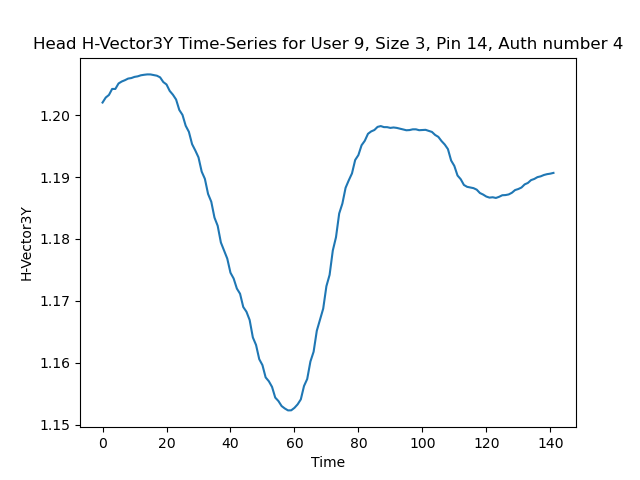 Head H-Vector3Y Time-Series for User 9, Size 3, Pin 14, Auth number 4
H-Vector3Y
1.20
1.19
1.18
1.17
1.16
1.15
0 20 40 60 80 100 120 140
Time